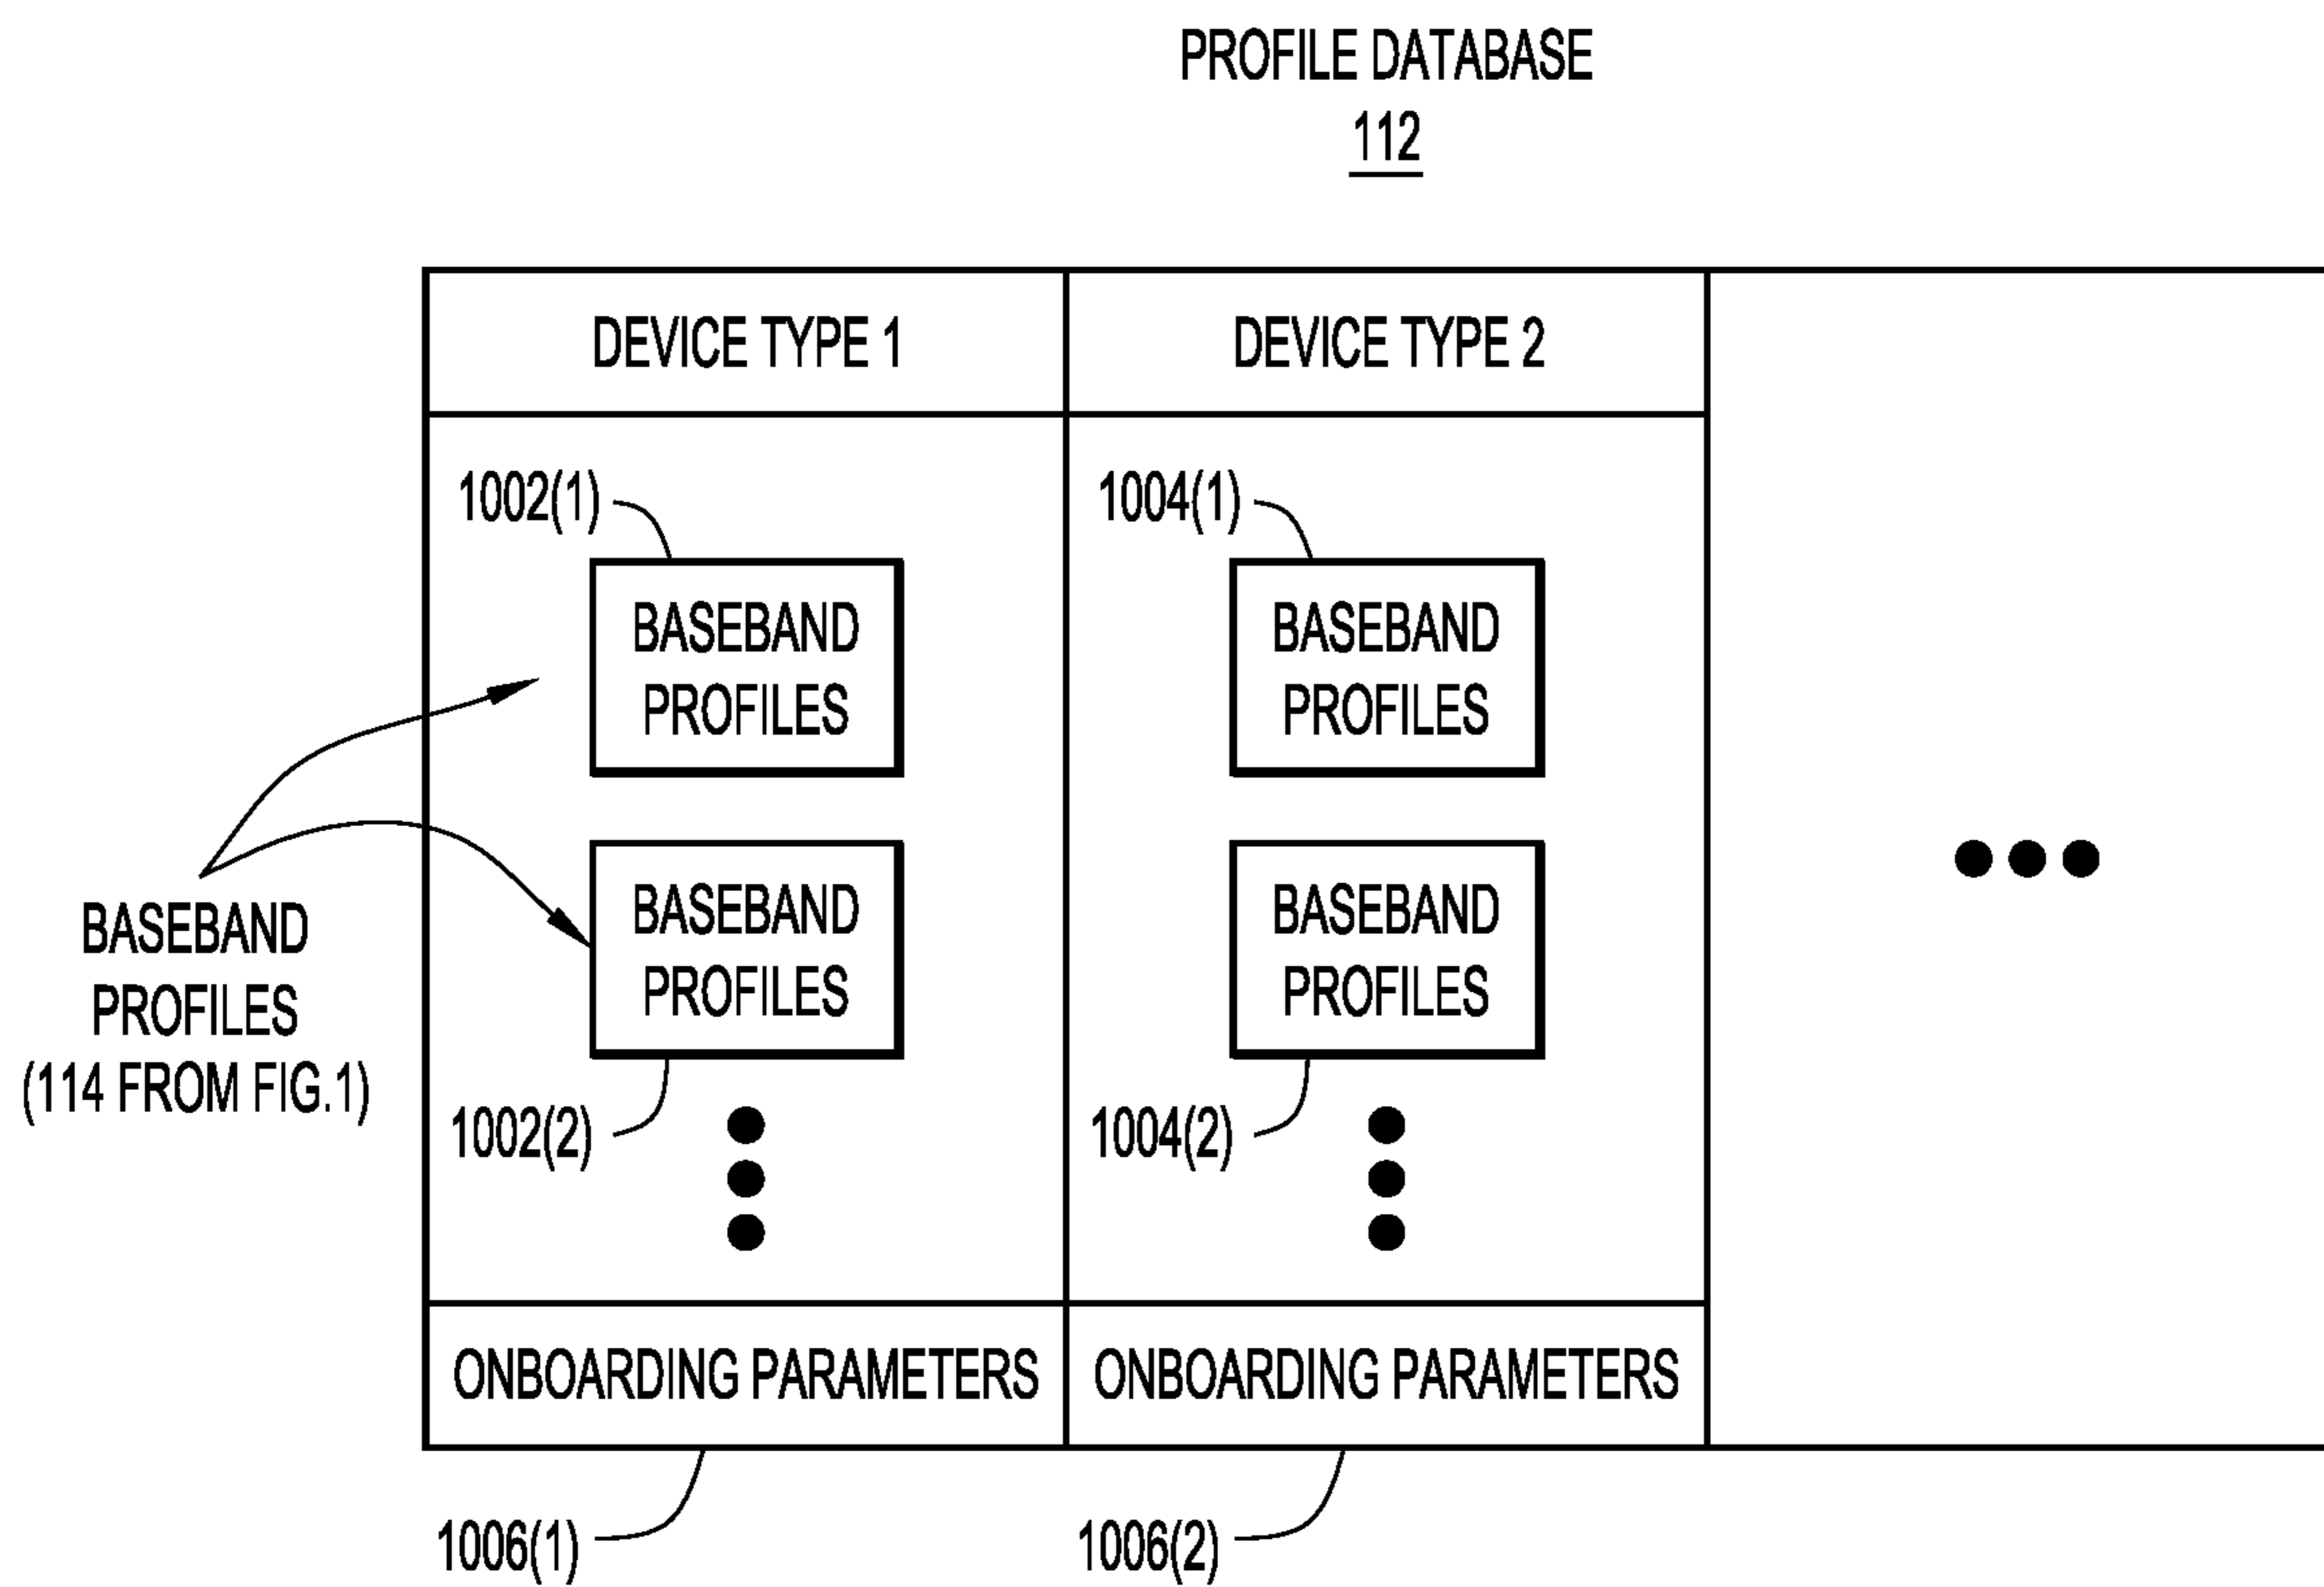 PROFILE DATABASE
112
DEVICE TYPE 1
DEVICE TYPE 2
1002(1)
1004(1)
BASEBAND
PROFILES
BASEBAND
PROFILES
BASEBAND
PROFILES
(114 FROM FIG.1)
BASEBAND
PROFILES
BASEBAND
PROFILES
1002(2)
1004(2)
ONBOARDING PARAMETERS
ONBOARDING PARAMETERS
1006(1)
1006(2)